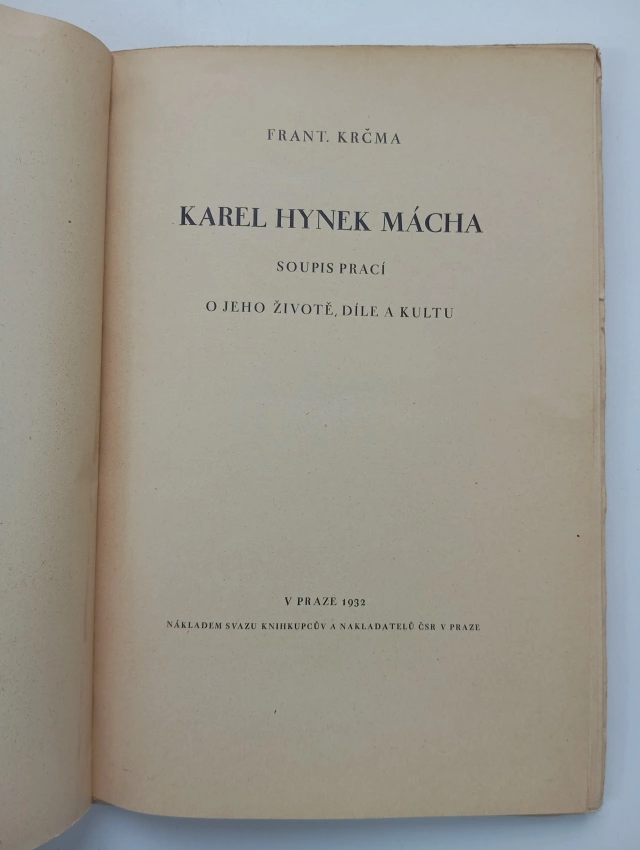 FRANT. KRČMA
KAREL HYNEK MÁCHA
SOUPIS PRACÍ
O JEHO ŽIVOTĚ, DÍLE A KULTU
V PRAZE 1932
NÁKLADEM SVAZU KNIHKUPCŮV A NAKLADATELŮ ČSR V PRAZE